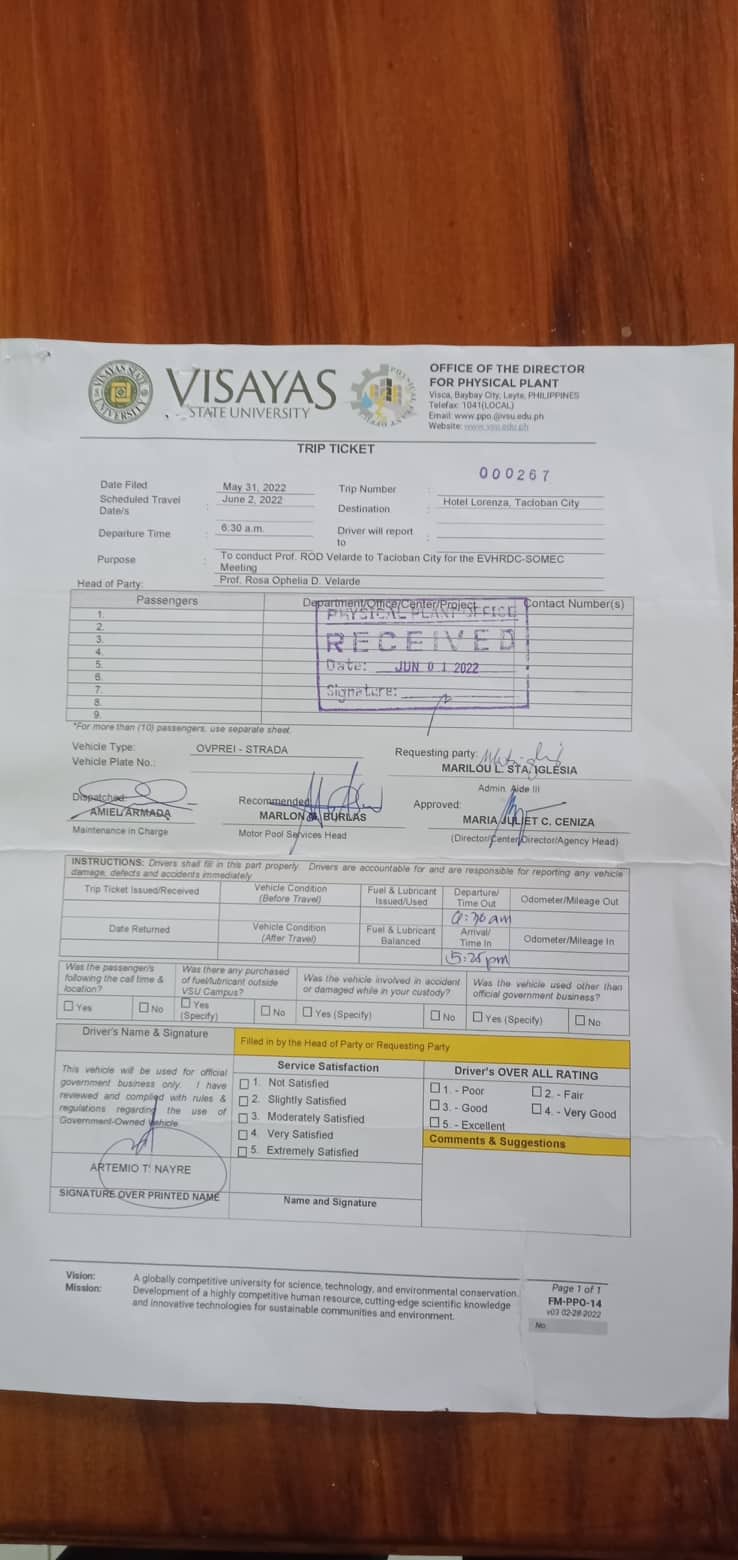 VISAYAS STATE UNIVERSITY
VISAYAS
STATE UNIVERSITY
OFFICE OF THE DIRECTOR
FOR PHYSICAL PLANT
Visca, Baybay City, Leyte, PHILIPPINES
Telefax: 1041(LOCAL)
Email: www.ppo.@vsu.edu.ph
Website: www.vsu.edu.ph
TRIP TICKET
000267
Date Filed : May 31, 2022 Trip Number :
Scheduled Travel Date/s : June 2, 2022 Destination : Hotel Lorenza, Tacloban City
Departure Time : 6:30 a.m. Driver will report to :
Purpose : To conduct Prof. ROD Velarde to Tacloban City for the EVHRDC-SOMEC
Meeting
Head of Party: Prof. Rosa Ophelia D. Velarde
Passengers Department/Office/Center/Project Contact Number(s)
1.
2.
3.
4.
5.
6.
7.
8.
9.
PHYSICAL PLANT OFFICE
RECEIVED
Date: JUN 01 2022
Signature:
*For more than (10) passengers, use separate sheet.
Vehicle Type: OVPREI - STRADA
Vehicle Plate No.:
Requesting party:
MARILOU L. STA. IGLESIA
Admin. Aide III
Dispatched:
AMIEL ARMADA
Maintenance in Charge
Recommended:
MARLON M. BURLAS
Motor Pool Services Head
Approved:
MARIA JULIET C. CENIZA
(Director/Center Director/Agency Head)
INSTRUCTIONS: Drivers shall fill in this part properly. Drivers are accountable for and are responsible for reporting any vehicle
damage, defects and accidents immediately
Trip Ticket Issued/Received Vehicle Condition (Before Travel) Fuel & Lubricant Issued/Used Departure/ Time Out Odometer/Mileage Out
:30 am
Date Returned Vehicle Condition (After Travel) Fuel & Lubricant Balanced Arrival/ Time In Odometer/Mileage In
5:25 pm
Was the passenger/s following the call time & location? Was there any purchased of fuel/lubricant outside VSU Campus? Was the vehicle involved in accident or damaged while in your custody? Was the vehicle used other than official government business?
Yes No Yes (Specify) No Yes (Specify) No Yes (Specify) No
Driver's Name & Signature
Filled in by the Head of Party or Requesting Party
This vehicle will be used for official
government business only. I have
reviewed and complied with rules &
regulations regarding the use of
Government-Owned Vehicle.
ARTEMIO T. NAYRE
SIGNATURE OVER PRINTED NAME
Service Satisfaction
1. Not Satisfied
2. Slightly Satisfied
3. Moderately Satisfied
4. Very Satisfied
5. Extremely Satisfied
Name and Signature
Driver's OVER ALL RATING
1. - Poor 2. - Fair
3. - Good 4. - Very Good
5. - Excellent
Comments & Suggestions
Vision: A globally competitive university for science, technology, and environmental conservation.
Mission: Development of a highly competitive human resource, cutting-edge scientific knowledge
and innovative technologies for sustainable communities and environment.
Page 1 of 1
FM-PPO-14
v03 02-28-2022
No.